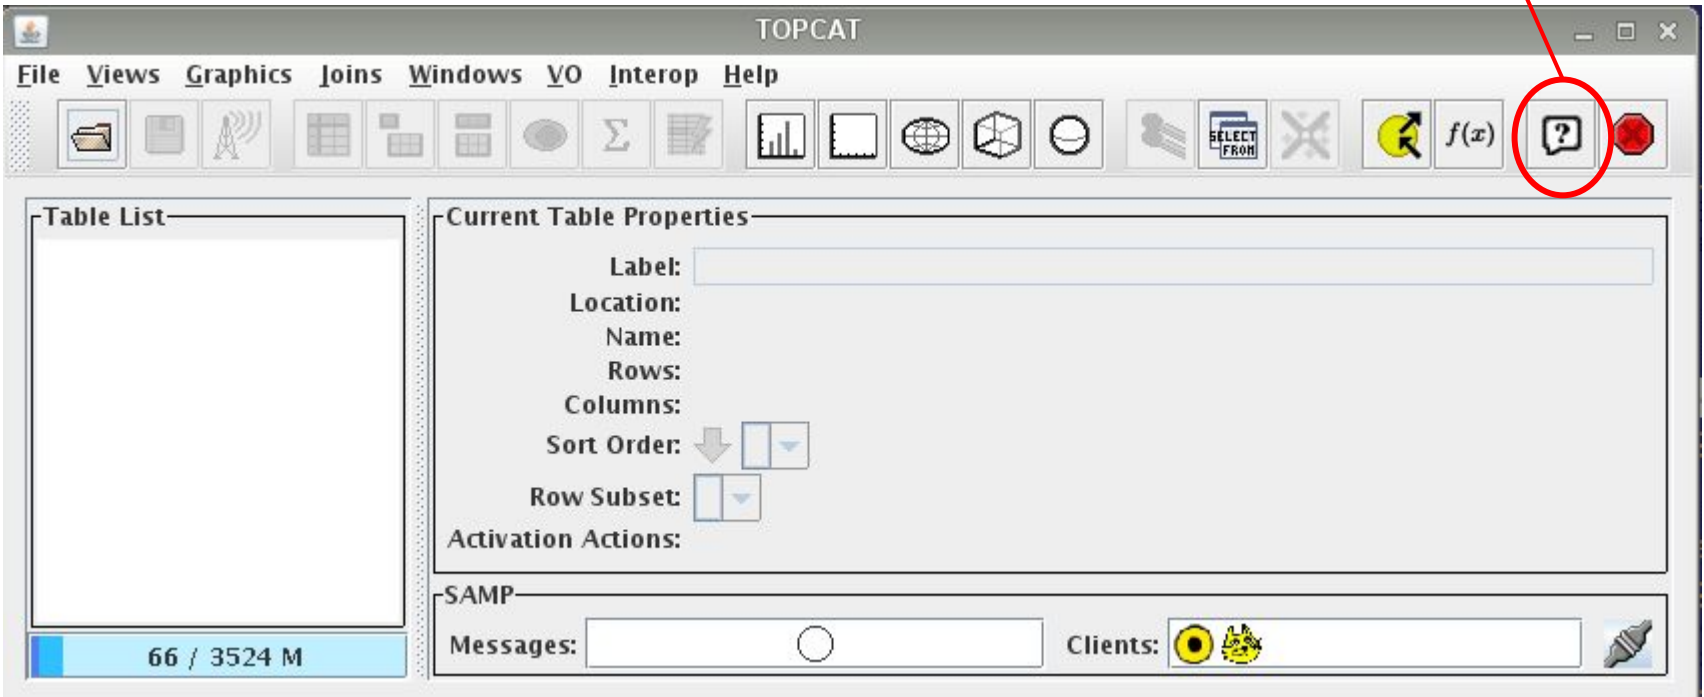 TOPCAT
File Views Graphics Joins Windows VO Interop Help
Σ SELECT FROM f(x) ?
Table List
Current Table Properties
Label:
Location:
Name:
Rows:
Columns:
Sort Order:
Row Subset:
Activation Actions:
SAMP
Messages: Clients:
66 / 3524 M